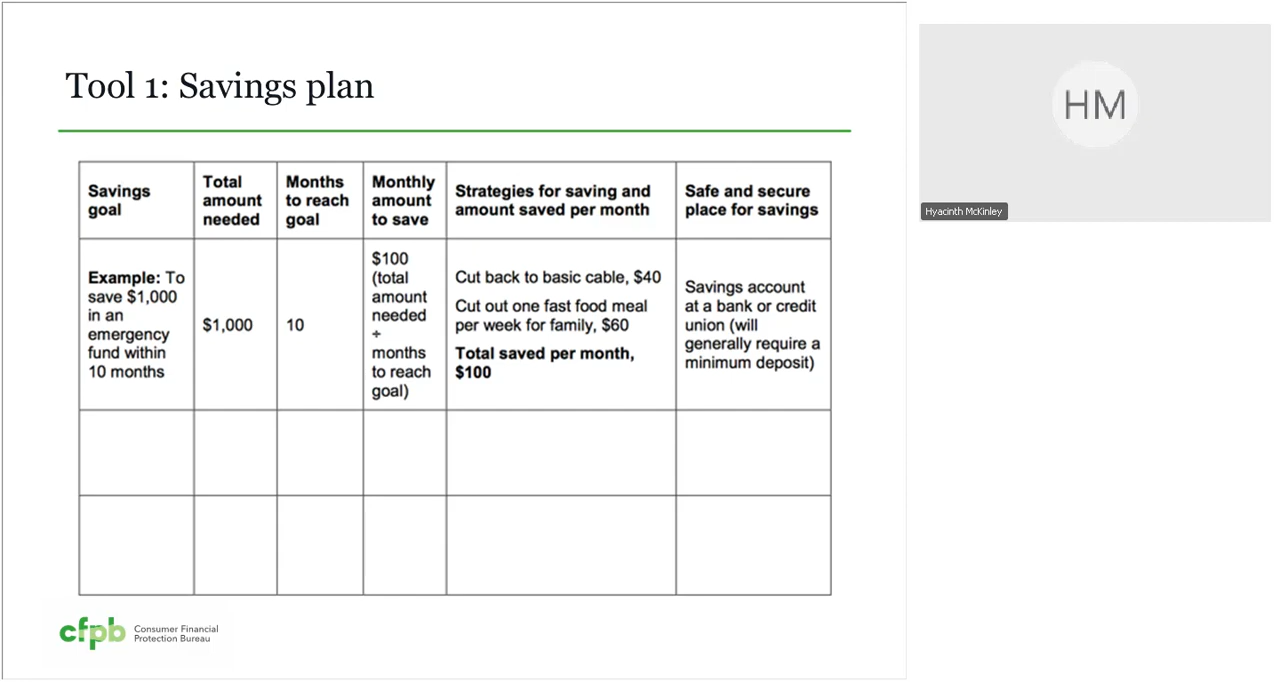 Tool 1: Savings plan
Savings
goal
Total
amount
needed
Months
to reach
goal
Monthly
amount
to save
Strategies for saving and
amount saved per month
Safe and secure
place for savings
Example: To
save $1,000
in an
emergency
fund within
10 months
$1,000
10
$100
(total
amount
needed
÷
months
to reach
goal)
Cut back to basic cable, $40
Cut out one fast food meal
per week for family, $60
Total saved per month,
$100
Savings account
at a bank or credit
union (will
generally require a
minimum deposit)
cfpb
Consumer Financial
Protection Bureau
HM
Hyacinth McKinley